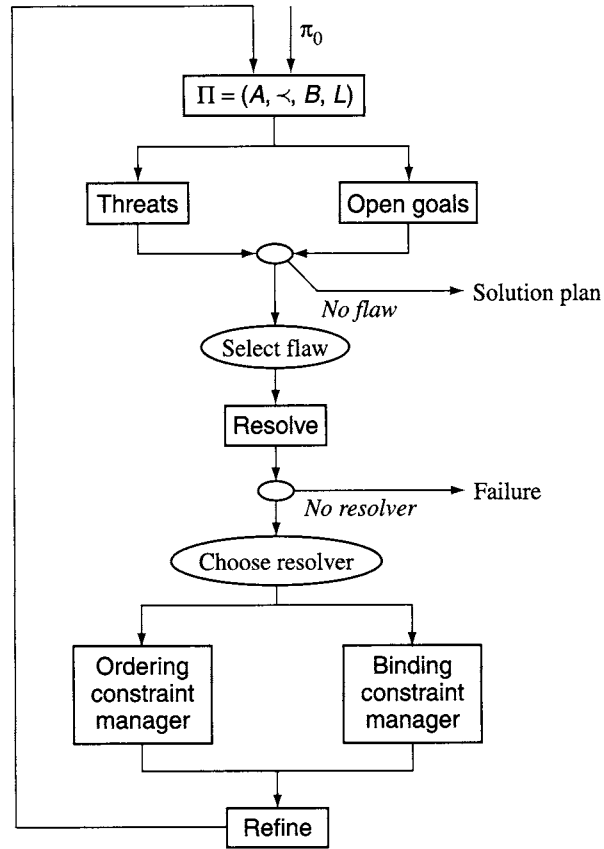 π0
Π = (A, ≺, B, L)
Threats
Open goals
No flaw
Solution plan
Select flaw
Resolve
No resolver
Failure
Choose resolver
Ordering
constraint
manager
Binding
constraint
manager
Refine